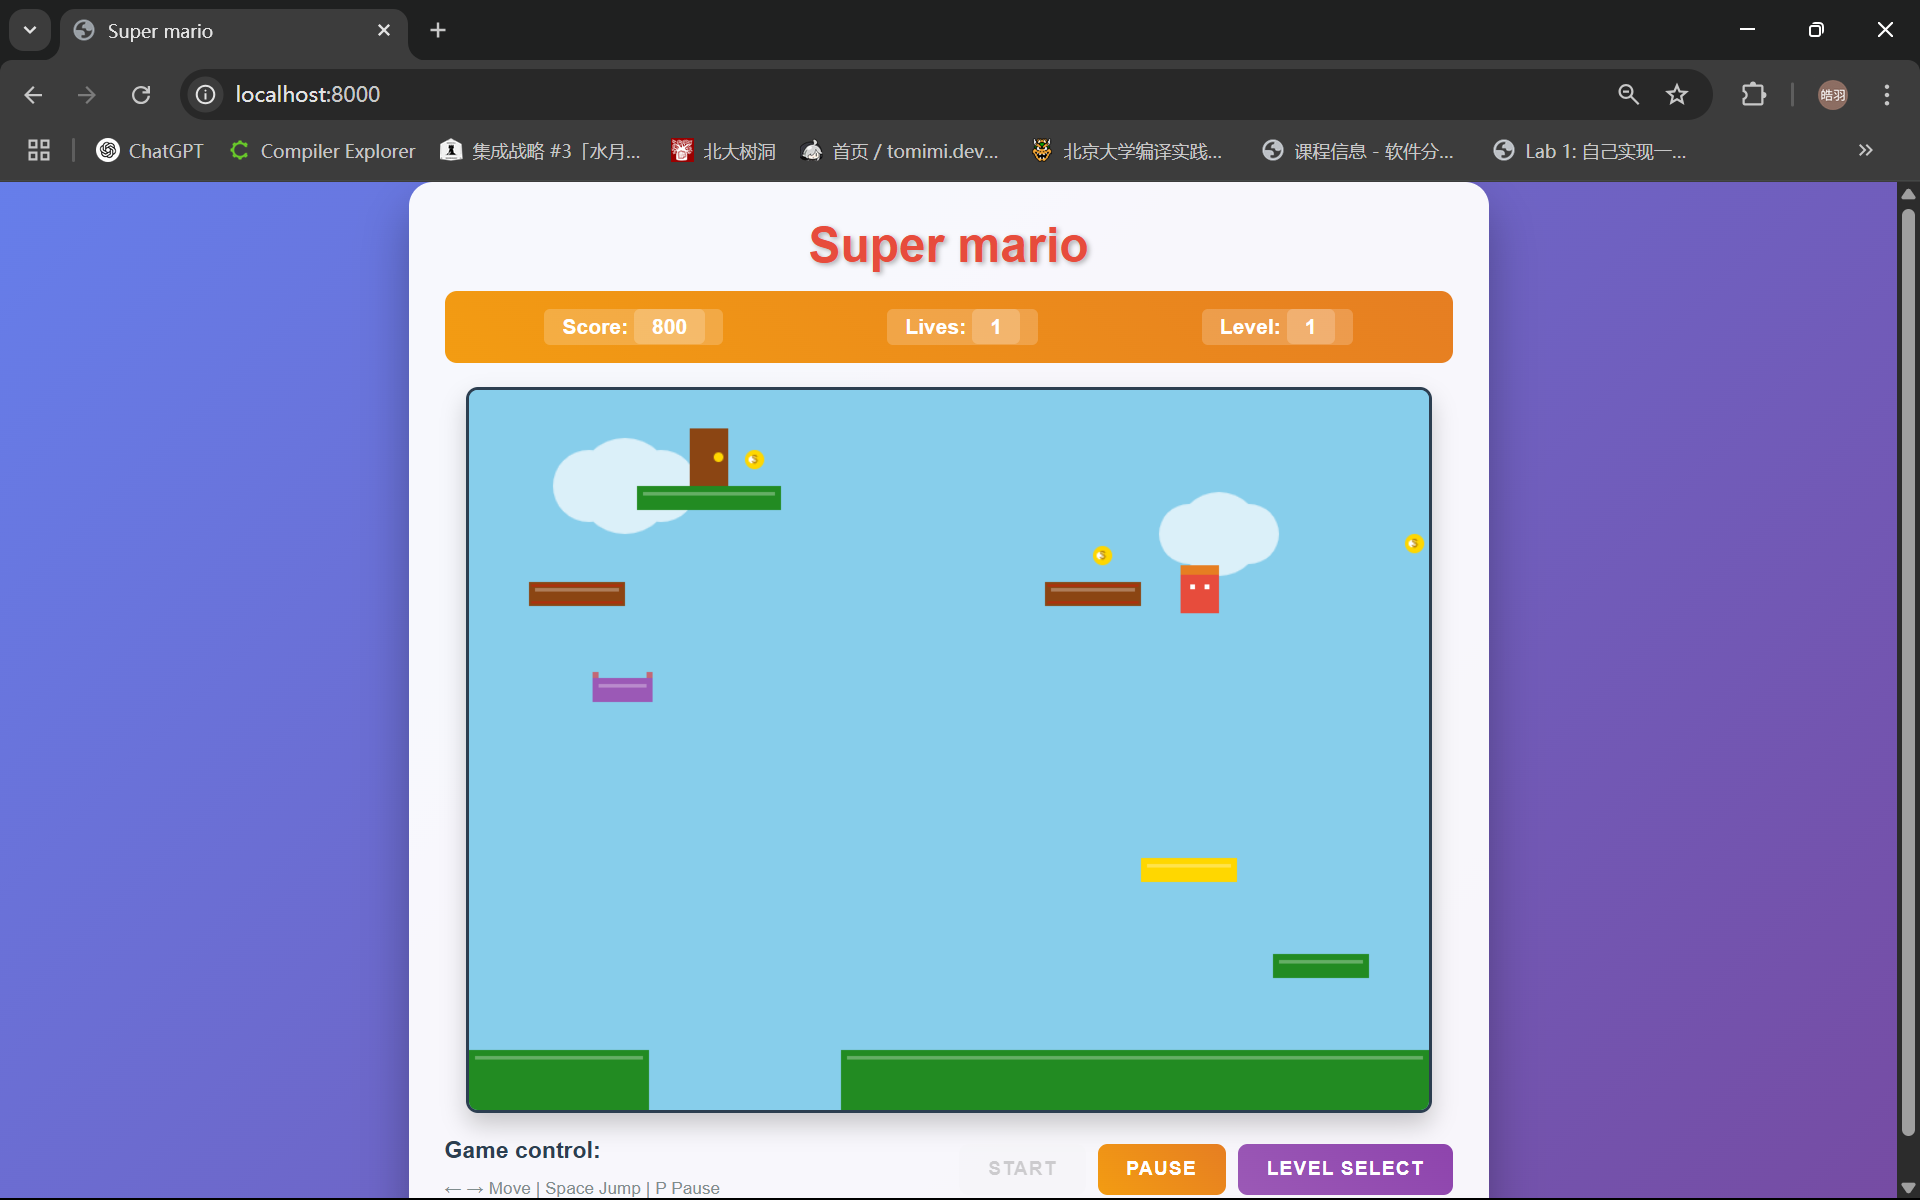 Super mario
localhost:8000
皓羽
ChatGPT
Compiler Explorer
集成战略 #3「水月...
北大树洞
首页 / tomimi.dev...
北京大学编译实践...
课程信息 - 软件分...
Lab 1: 自己实现一...
Super mario
Score: 800
Lives: 1
Level: 1
Game control:
←→ Move | Space Jump | P Pause
START
PAUSE
LEVEL SELECT